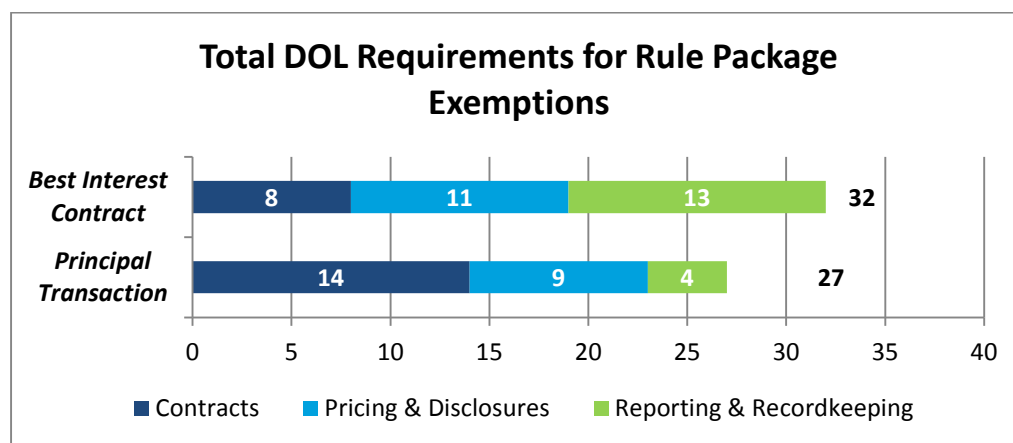 Total DOL Requirements for Rule Package
Exemptions
Best Interest
Contract
8 11 13 32
Principal
Transaction
14 9 4 27
0 5 10 15 20 25 30 35 40
Contracts Pricing & Disclosures Reporting & Recordkeeping